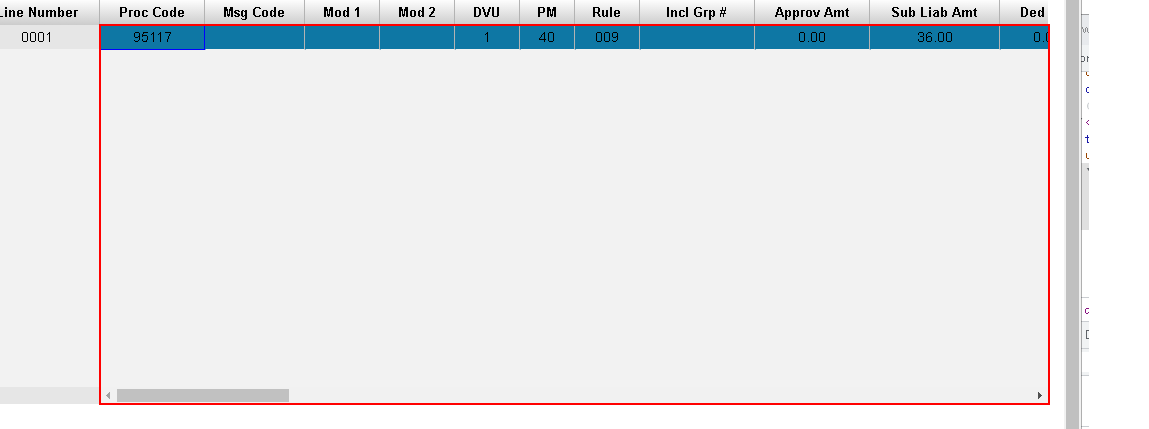 Line Number Proc Code Msg Code Mod 1 Mod 2 DVU PM Rule Incl Grp # Approv Amt Sub Liab Amt Ded
0001 95117 1 40 009 0.00 36.00 0.0